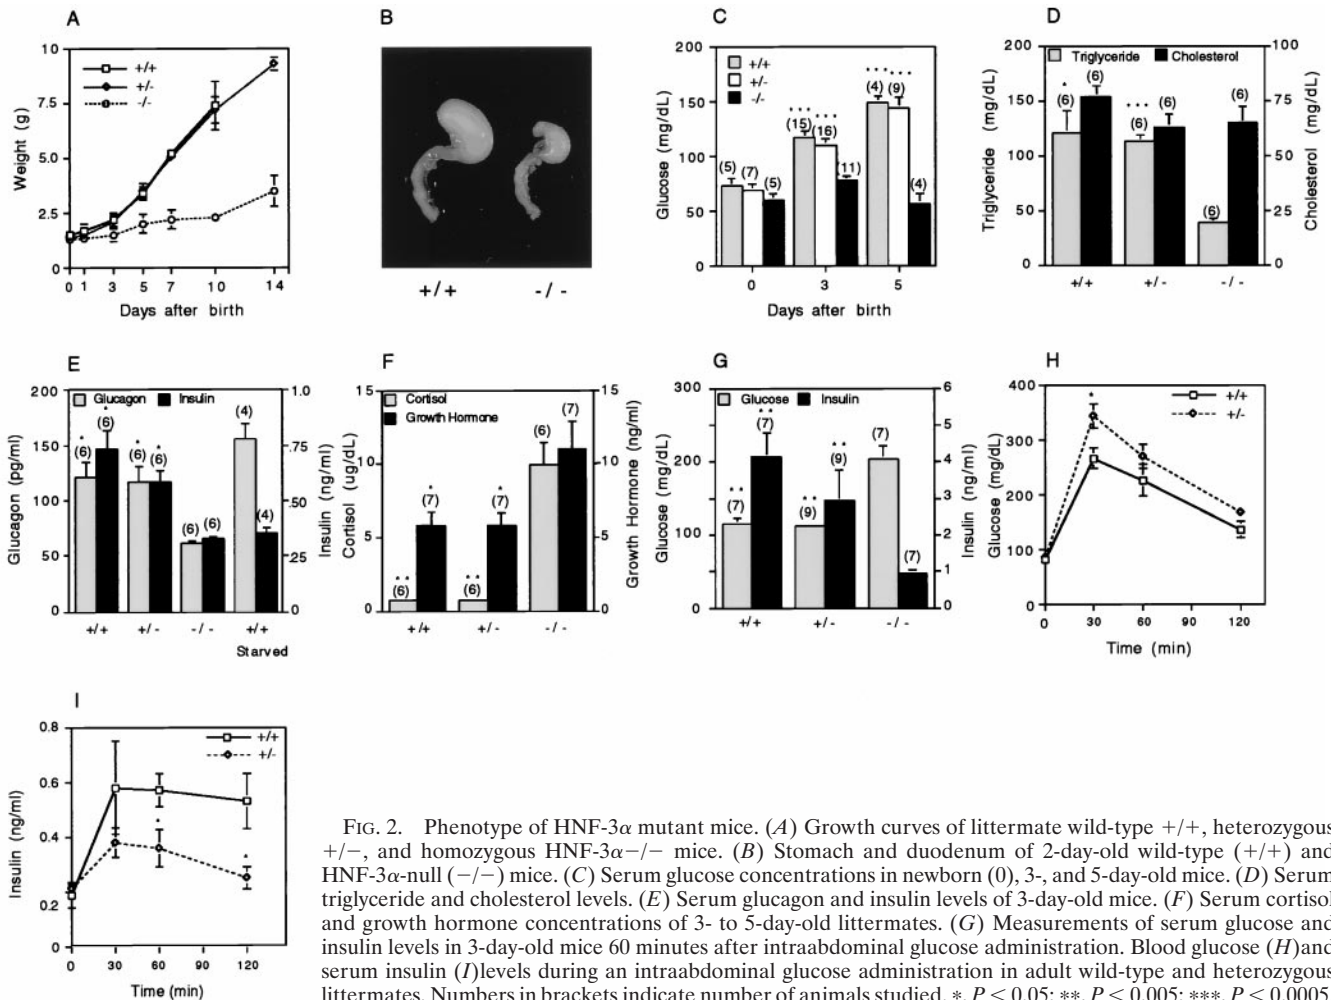 A
10
7.5
5.0
2.5
0
Weight (g)
+/+
+/-
-/-
0 1 3 5 7 10 14
Days after birth
B
+/+ -/-
C
200
150
100
50
0
Glucose (mg/dL)
+/+
+/-
-/-
(5) (7) (5)
*** (15) *** (16) (11)
*** (4) *** (9) (4)
0 3 5
Days after birth
D
200
150
100
50
0
Triglyceride (mg/dL)
Triglyceride Cholesterol
* (6) (6)
*** (6) (6)
(6) (6)
100
75
50
25
0
Cholesterol (mg/dL)
+/+ +/- -/-
E
200
150
100
50
0
Glucagon (pg/ml)
Glucagon Insulin
* (6) * (6)
* (6) * (6)
(6) (6)
(4) (4)
1.0
.75
.50
.25
0
Insulin (ng/ml)
+/+ +/- -/- +/+
Starved
F
15
10
5
0
Cortisol (ug/dL)
Cortisol
Growth Hormone
** (6) * (7)
** (6) * (7)
(6) (7)
15
10
5
0
Growth Hormone (ng/ml)
+/+ +/- -/-
G
300
200
100
0
Glucose (mg/dL)
Glucose Insulin
** (7) ** (7)
** (9) ** (9)
(7) (7)
6
5
4
3
2
1
0
Insulin (ng/ml)
+/+ +/- -/-
H
400
300
200
100
0
Glucose (mg/dL)
+/+
+/-
*
0 30 60 120
Time (min)
I
0.8
0.6
0.4
0.2
0
Insulin (ng/ml)
+/+
+/-
*
*
0 30 60 90 120
Time (min)
FIG. 2. Phenotype of HNF-3α mutant mice. (A) Growth curves of littermate wild-type +/+, heterozygous
+/−, and homozygous HNF-3α−/− mice. (B) Stomach and duodenum of 2-day-old wild-type (+/+) and
HNF-3α-null (−/−) mice. (C) Serum glucose concentrations in newborn (0), 3-, and 5-day-old mice. (D) Serum
triglyceride and cholesterol levels. (E) Serum glucagon and insulin levels of 3-day-old mice. (F) Serum cortisol
and growth hormone concentrations of 3- to 5-day-old littermates. (G) Measurements of serum glucose and
insulin levels in 3-day-old mice 60 minutes after intraabdominal glucose administration. Blood glucose (H)and
serum insulin (I)levels during an intraabdominal glucose administration in adult wild-type and heterozygous
littermates. Numbers in brackets indicate number of animals studied. *, P < 0.05; **, P < 0.005; ***, P < 0.0005